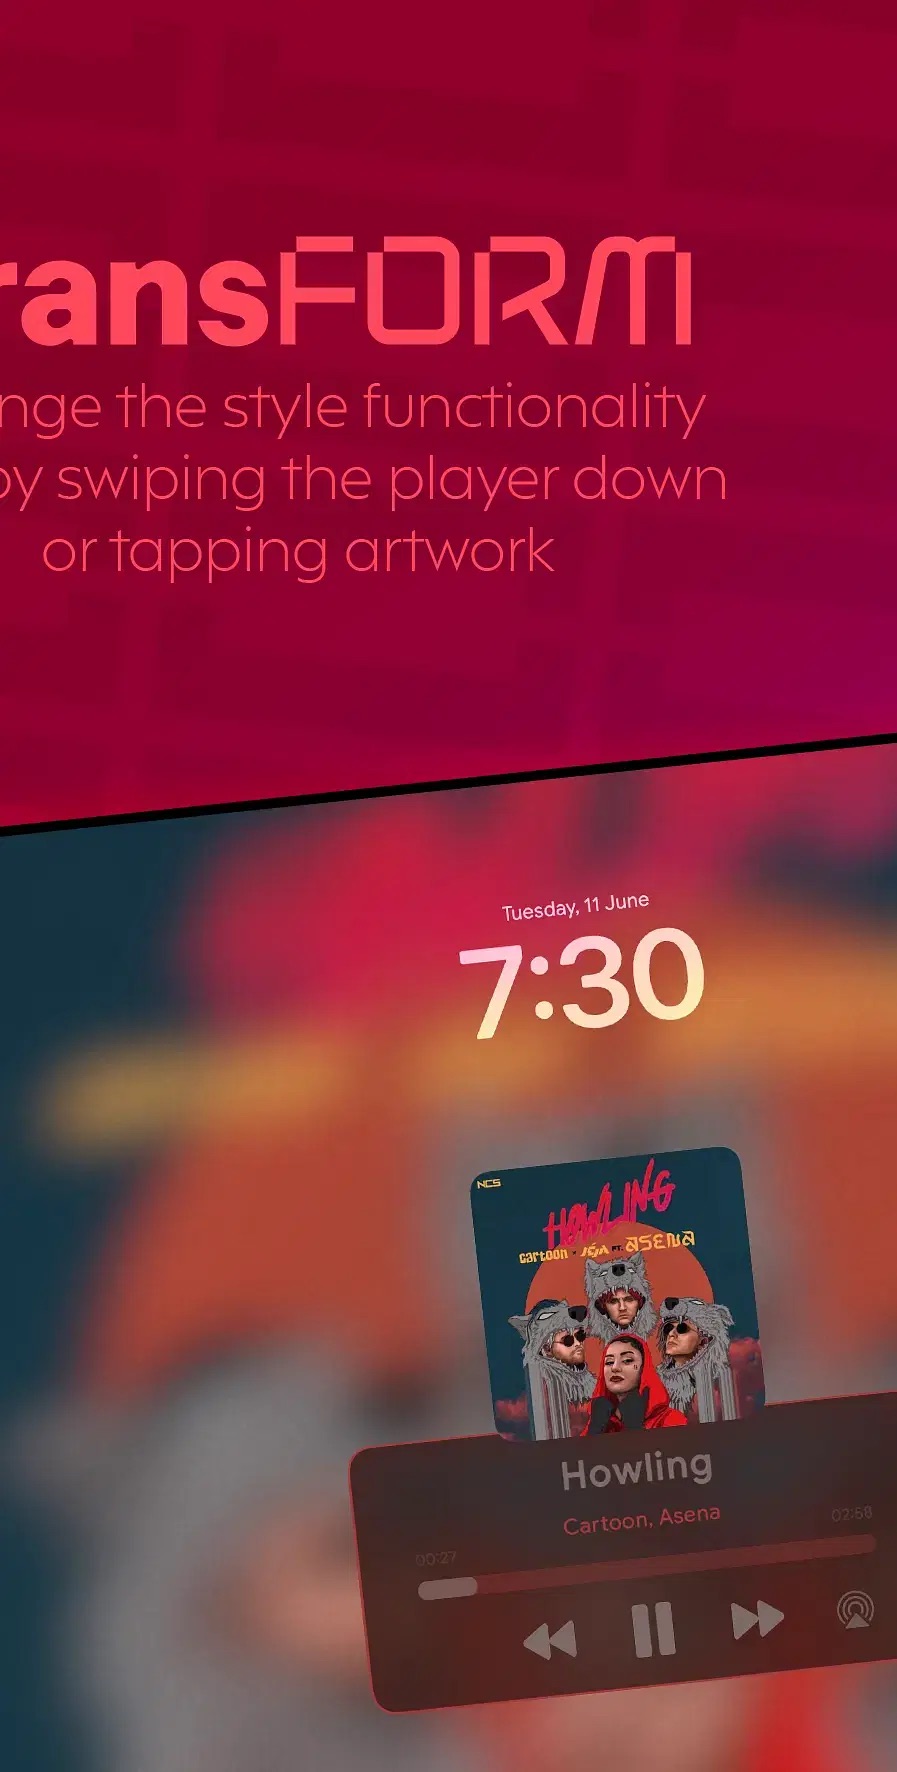 ransFORM
nge the style functionality
by swiping the player down
or tapping artwork
Tuesday, 11 June
7:30
NCS
HOWLING
cartoon • JÉJA FT. ASENA
Howling
Cartoon, Asena
00:27
02:58